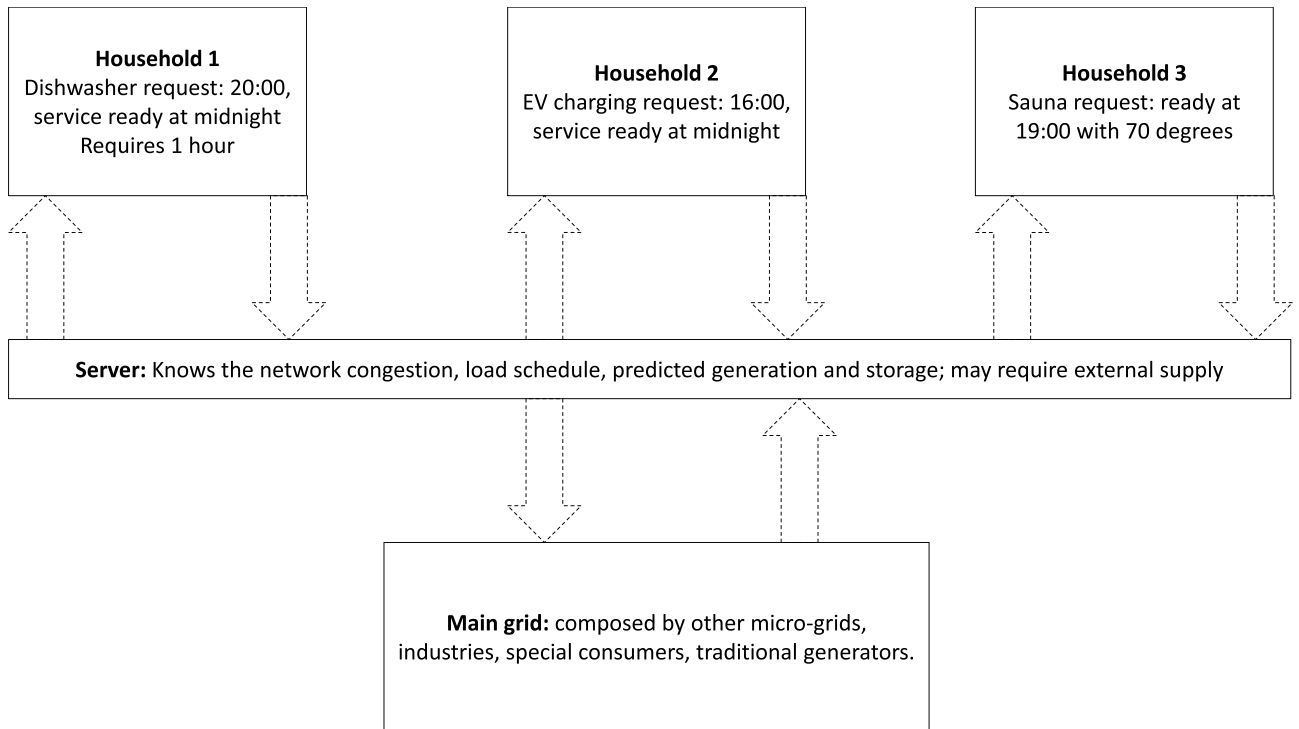 Household 1
Dishwasher request: 20:00,
service ready at midnight
Requires 1 hour
Household 2
EV charging request: 16:00,
service ready at midnight
Household 3
Sauna request: ready at
19:00 with 70 degrees
Server: Knows the network congestion, load schedule, predicted generation and storage; may require external supply
Main grid: composed by other micro-grids,
industries, special consumers, traditional generators.